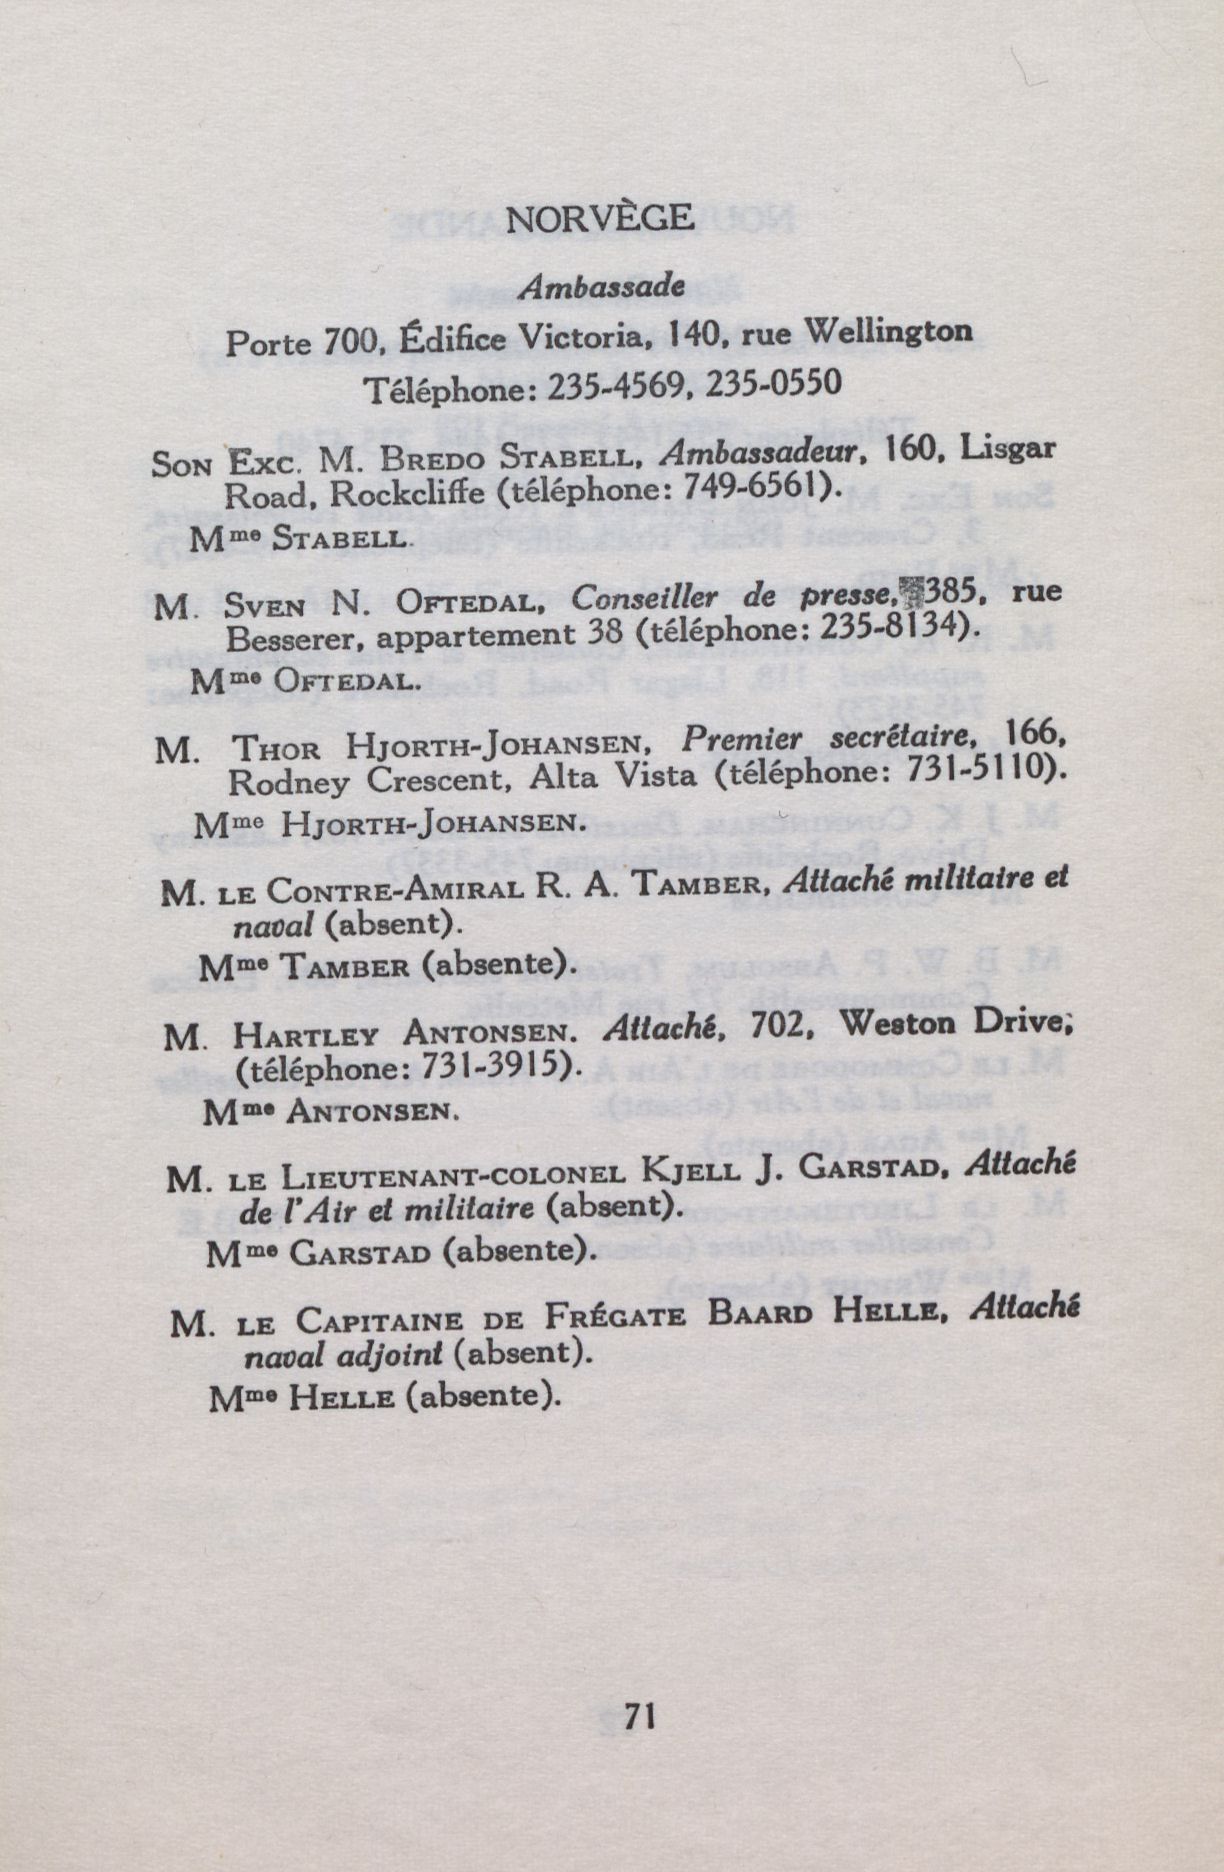 NORVÈGE
Ambassade
Porte 700, Édifice Victoria, 140, rue Wellington
Téléphone: 235-4569, 235-0550
SON EXC. M. BREDO STABELL, Ambassadeur, 160, Lisgar
Road, Rockcliffe (téléphone: 749-6561).
Mme STABELL.
M. SVEN N. OFTEDAL, Conseiller de presse, 385, rue
Besserer, appartement 38 (téléphone: 235-8134).
Mme OFTEDAL.
M. THOR HJORTH-JOHANSEN, Premier secrétaire, 166,
Rodney Crescent, Alta Vista (téléphone: 731-5110).
Mme HJORTH-JOHANSEN.
M. LE CONTRE-AMIRAL R. A. TAMBER, Attaché militaire et
naval (absent).
Mme TAMBER (absente).
M. HARTLEY ANTONSEN. Attaché, 702, Weston Drive;
(téléphone: 731-3915).
Mme ANTONSEN.
M. LE LIEUTENANT-COLONEL KJELL J. GARSTAD, Attaché
de l'Air et militaire (absent).
Mme GARSTAD (absente).
M. LE CAPITAINE DE FRÉGATE BAARD HELLE, Attaché
naval adjoint (absent).
Mme HELLE (absente).
71